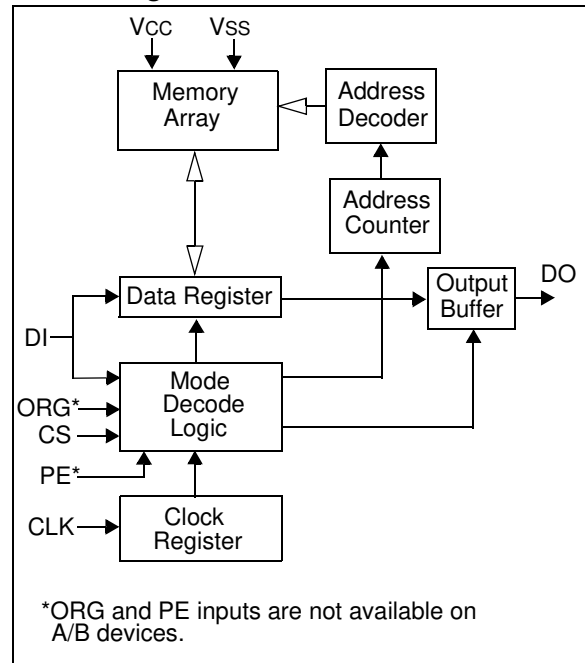 VCC
VSS
Memory
Array
Address
Decoder
Address
Counter
Data Register
Output
Buffer
DO
DI
Mode
Decode
Logic
ORG*
CS
PE*
CLK
Clock
Register
*ORG and PE inputs are not available on
A/B devices.